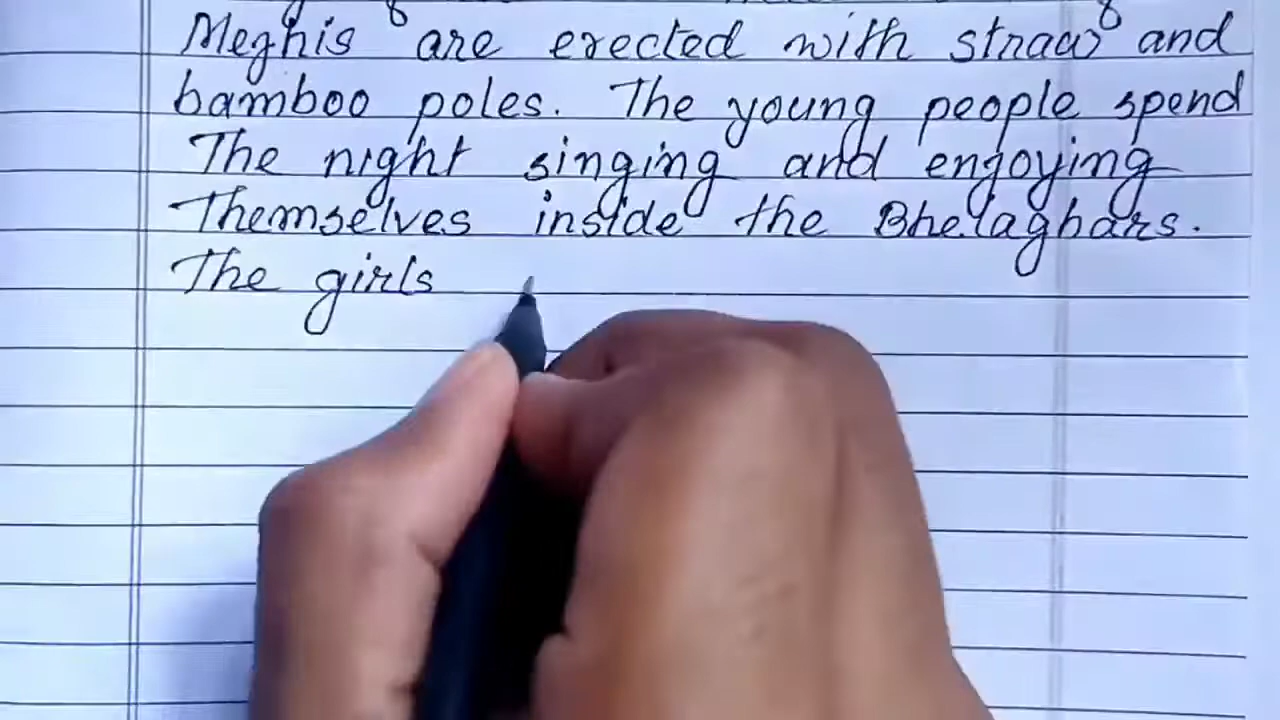 Meghis are erected with straw and
bamboo poles. The young people spend
The night singing and enjoying
Themselves inside the Bhelaghars.
The girls